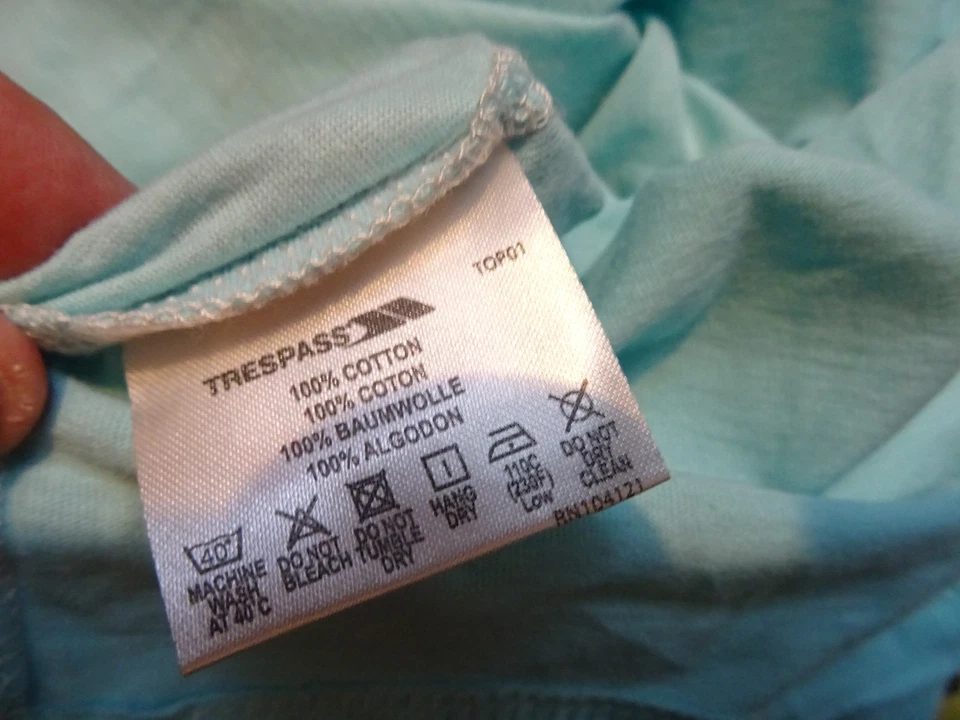 TOP01
TRESPASS
100% COTTON
100% COTON
100% BAUMWOLLE
100% ALGODON
40°
MACHINE
WASH
AT 40°C
DO NOT
BLEACH
DO NOT
TUMBLE
DRY
HANG
DRY
110C
(230F)
LOW
DO NOT
DRY
CLEAN
RN104121